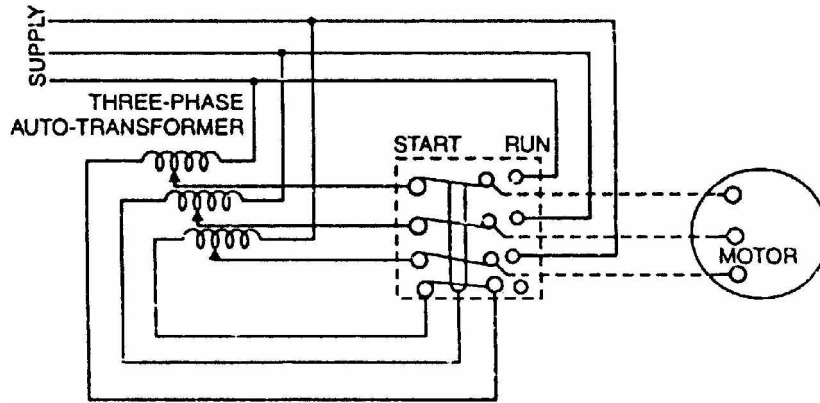 SUPPLY
THREE-PHASE
AUTO-TRANSFORMER
START
RUN
MOTOR